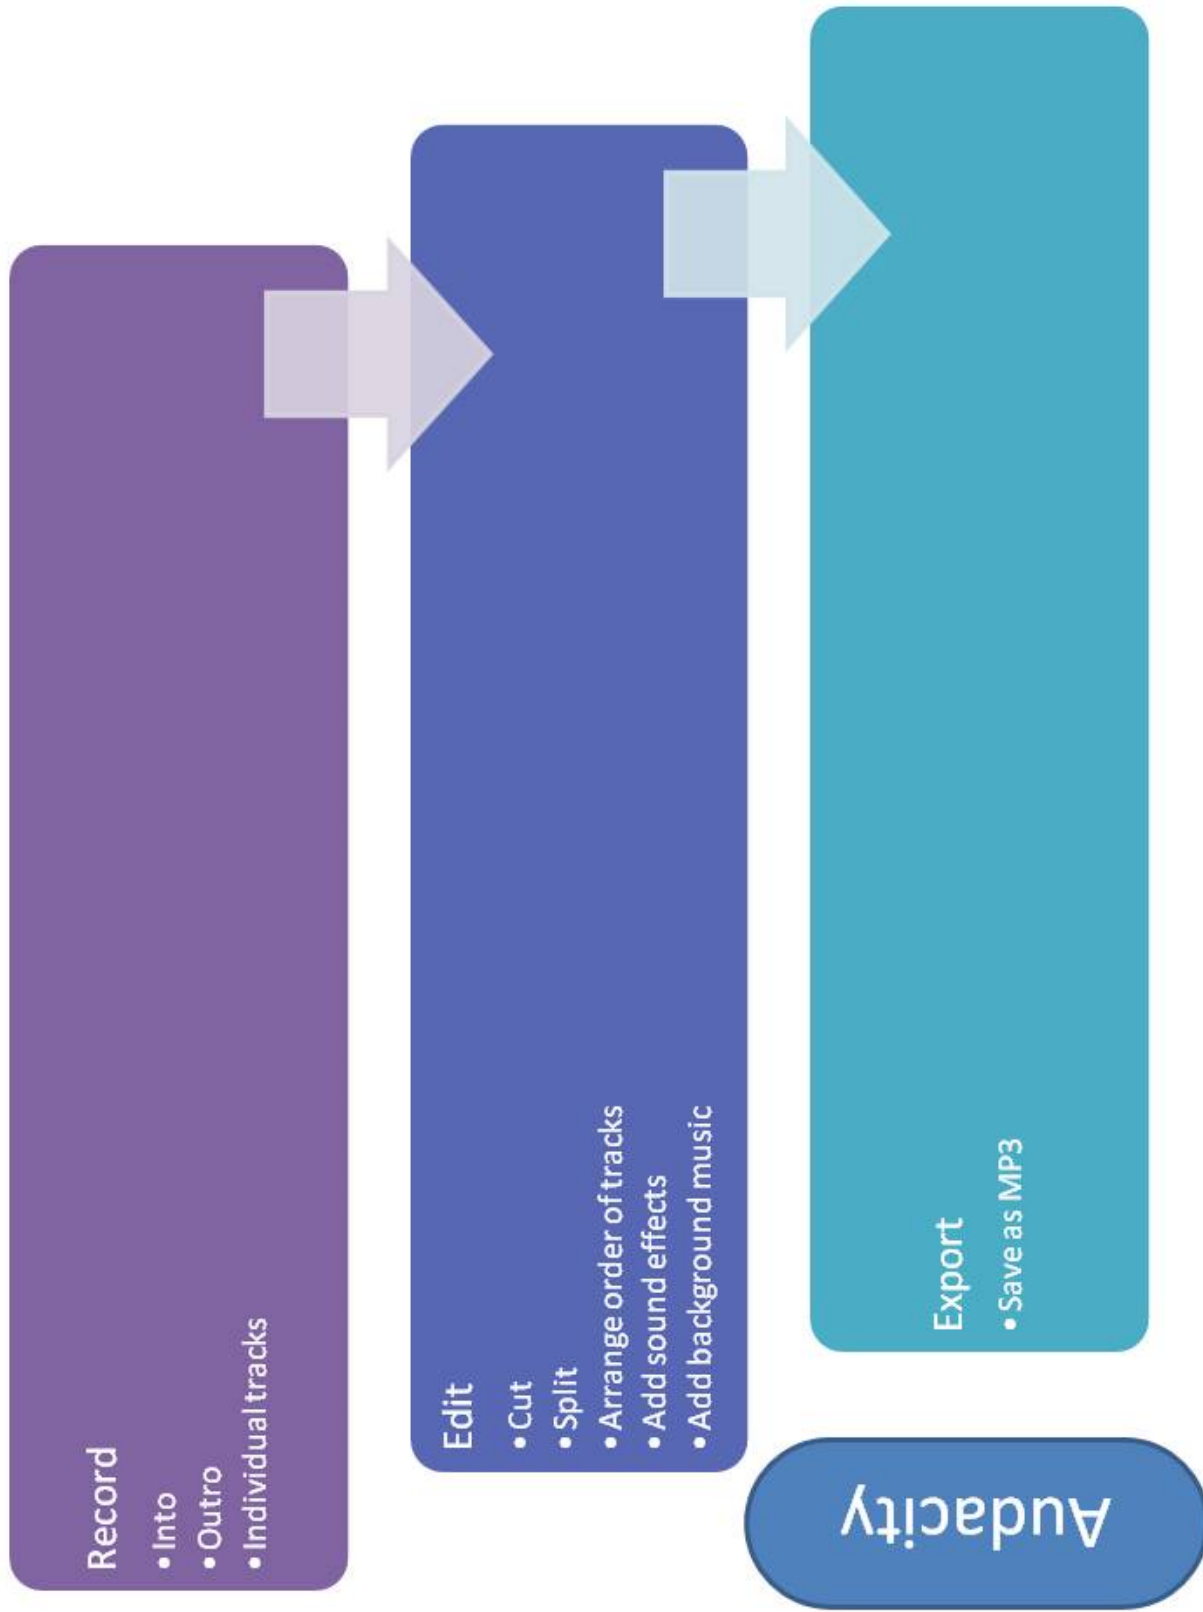 Record
• Into
• Outro
• Individual tracks
Edit
• Cut
• Split
• Arrange order of tracks
• Add sound effects
• Add background music
Export
• Save as MP3
Audacity